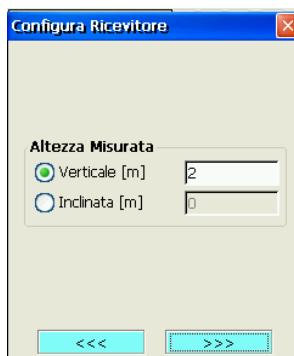 Configura Ricevitore
Altezza Misurata
Verticale [m] 2
Inclinata [m] 0
<<< >>>